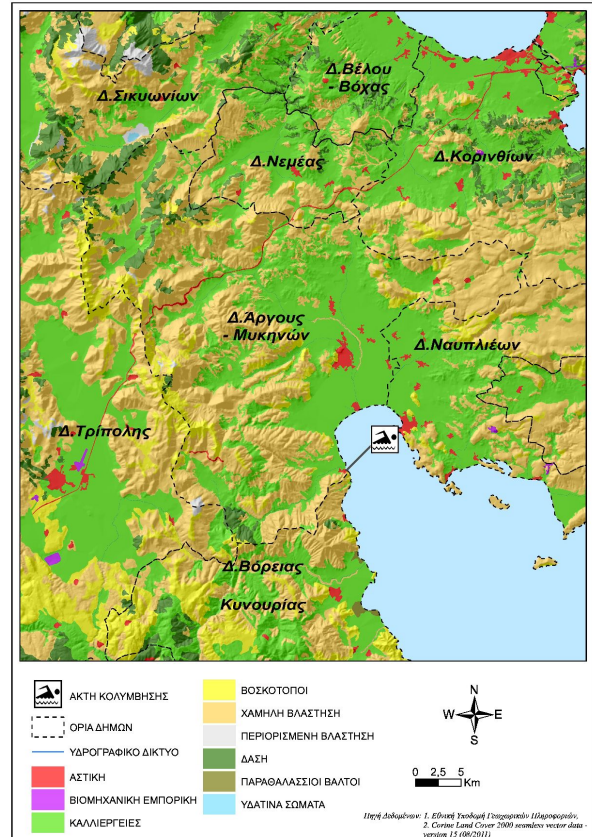 Δ.Βέλου
- Βόχας
Δ.Σικυωνίων
Δ.Κορινθίων
Δ.Νεμέας
Δ.Άργους
- Μυκηνών
Δ.Ναυπλιέων
Δ.Τρίπολης
Δ.Βόρειας
Κυνουρίας
ΑΚΤΗ ΚΟΛΥΜΒΗΣΗΣ
ΟΡΙΑ ΔΗΜΩΝ
ΥΔΡΟΓΡΑΦΙΚΟ ΔΙΚΤΥΟ
ΑΣΤΙΚΗ
ΒΙΟΜΗΧΑΝΙΚΗ ΕΜΠΟΡΙΚΗ
ΚΑΛΛΙΕΡΓΕΙΕΣ
ΒΟΣΚΟΤΟΠΟΙ
ΧΑΜΗΛΗ ΒΛΑΣΤΗΣΗ
ΠΕΡΙΟΡΙΣΜΕΝΗ ΒΛΑΣΤΗΣΗ
ΔΑΣΗ
ΠΑΡΑΘΑΛΑΣΣΙΟΙ ΒΑΛΤΟΙ
ΥΔΑΤΙΝΑ ΣΩΜΑΤΑ
N
W E
S
0 2,5 5
Km
Πηγή Δεδομένων: 1. Εθνική Υποδομή Γεωχωρικών Πληροφοριών,
2. Corine Land Cover 2000 seamless vector data -
version 15 (08/2011)